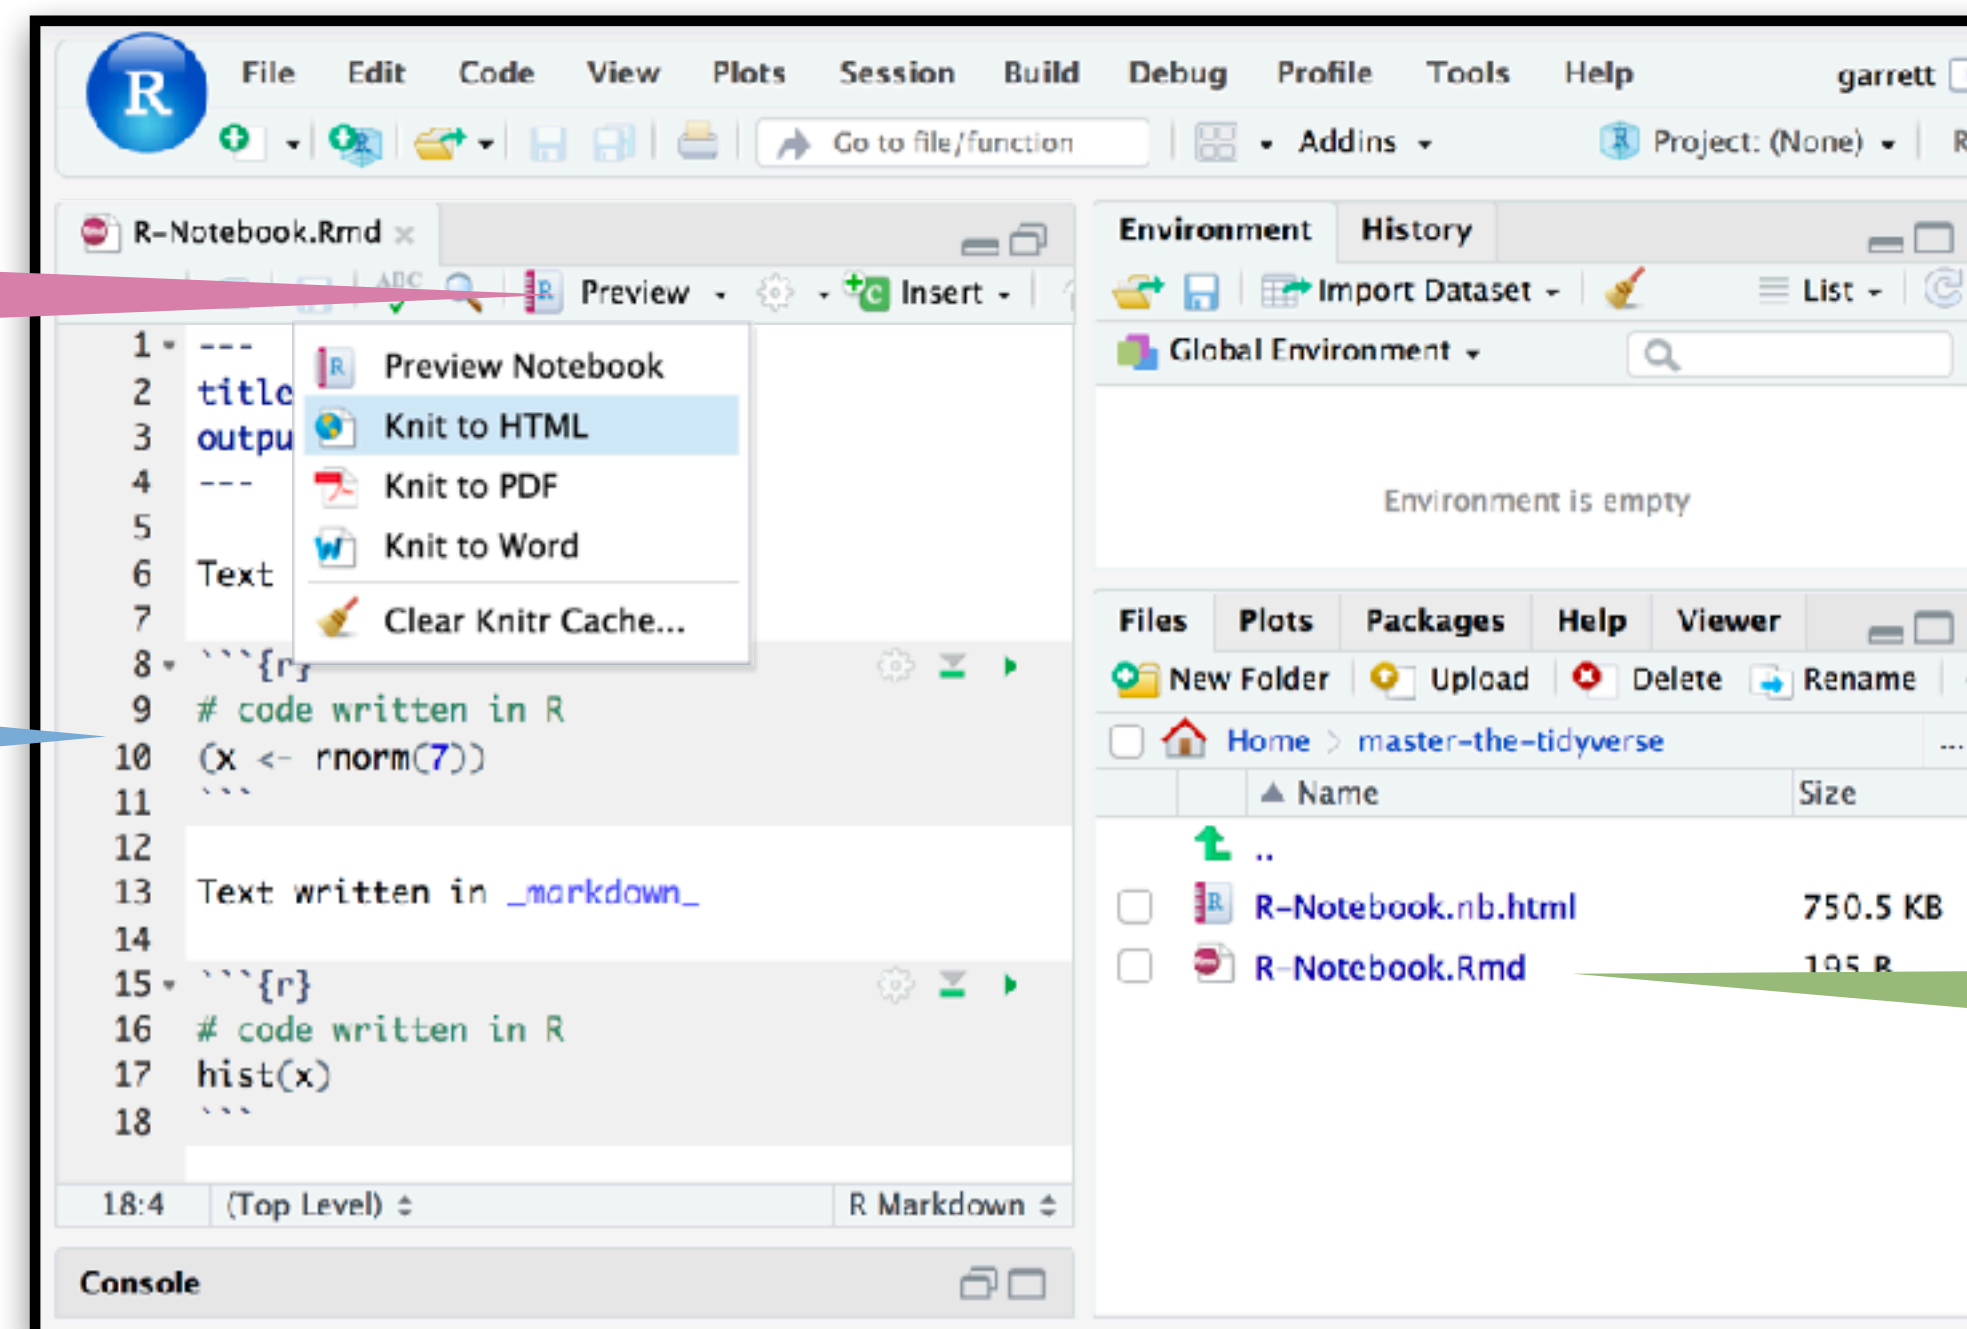 R File Edit Code View Plots Session Build Debug Profile Tools Help garrett
Go to file/function Addins Project: (None) R
R-Notebook.Rmd
ABC Preview Insert
1 ---
2 title
3 outpu
4 ---
5
6 Text
7
8 ```{r}
9 # code written in R
10 (x <- rnorm(7))
11 ```
12
13 Text written in _markdown_
14
15 ```{r}
16 # code written in R
17 hist(x)
18 ```
Preview Notebook
Knit to HTML
Knit to PDF
Knit to Word
Clear Knitr Cache...
18:4 (Top Level) R Markdown
Console
Environment History
Import Dataset List
Global Environment
Environment is empty
Files Plots Packages Help Viewer
New Folder Upload Delete Rename
Home > master-the-tidyverse ...
Name Size
..
R-Notebook.nb.html 750.5 KB
R-Notebook.Rmd 195 B